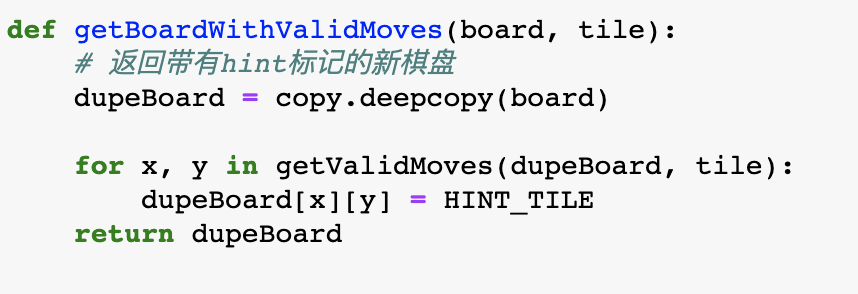 def getBoardWithValidMoves(board, tile):
    # 返回带有hint标记的新棋盘
    dupeBoard = copy.deepcopy(board)
    for x, y in getValidMoves(dupeBoard, tile):
        dupeBoard[x][y] = HINT_TILE
    return dupeBoard